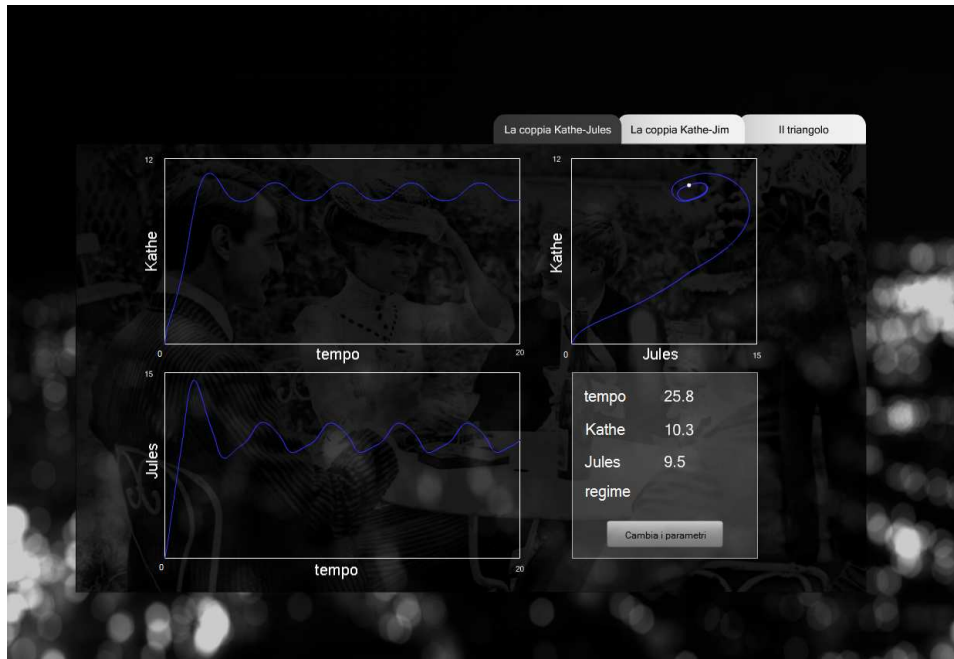 La coppia Kathe-Jules
La coppia Kathe-Jim
Il triangolo
12
Kathe
0
tempo
20
12
Kathe
0
Jules
15
15
Jules
0
tempo
20
tempo 25.8
Kathe 10.3
Jules 9.5
regime
Cambia i parametri